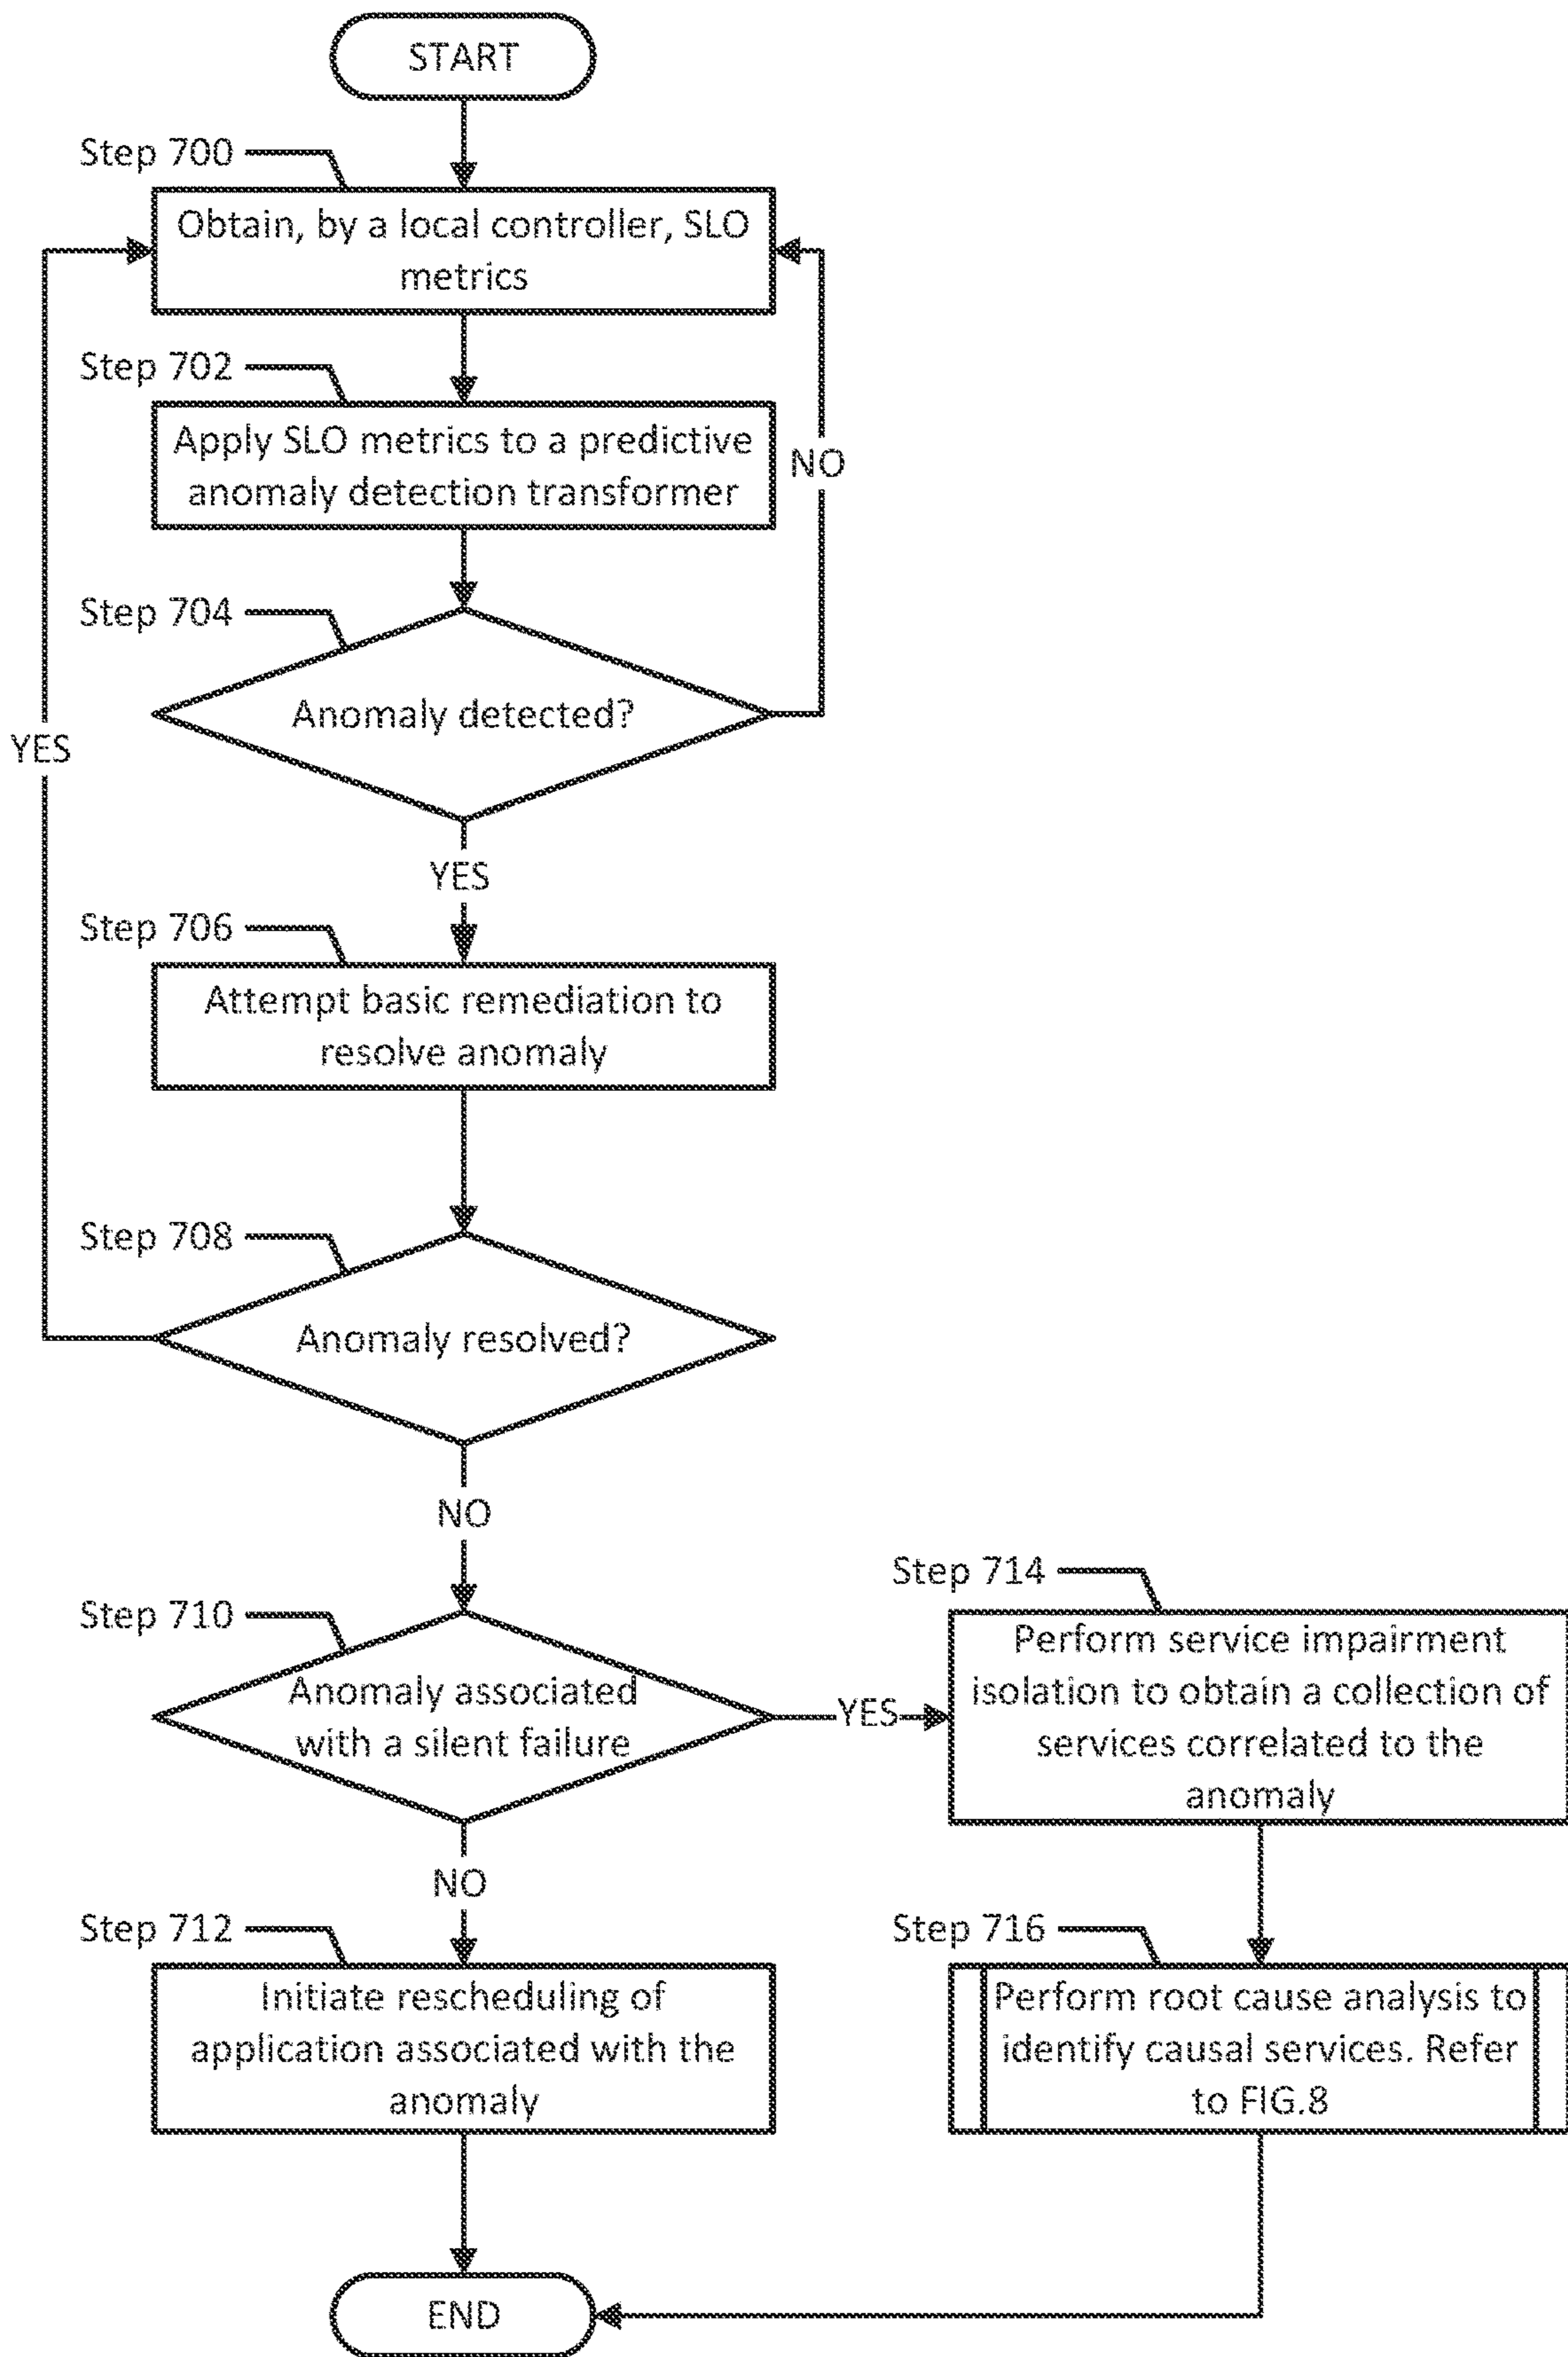 START
Step 700
Obtain, by a local controller, SLO
metrics
Step 702
Apply SLO metrics to a predictive
anomaly detection transformer
NO
Step 704
Anomaly detected?
YES
YES
Step 706
Attempt basic remediation to
resolve anomaly
Step 708
Anomaly resolved?
NO
Step 710
Anomaly associated
with a silent failure
YES
Step 714
Perform service impairment
isolation to obtain a collection of
services correlated to the
anomaly
NO
Step 712
Initiate rescheduling of
application associated with the
anomaly
Step 716
Perform root cause analysis to
identify causal services. Refer
to FIG.8
END